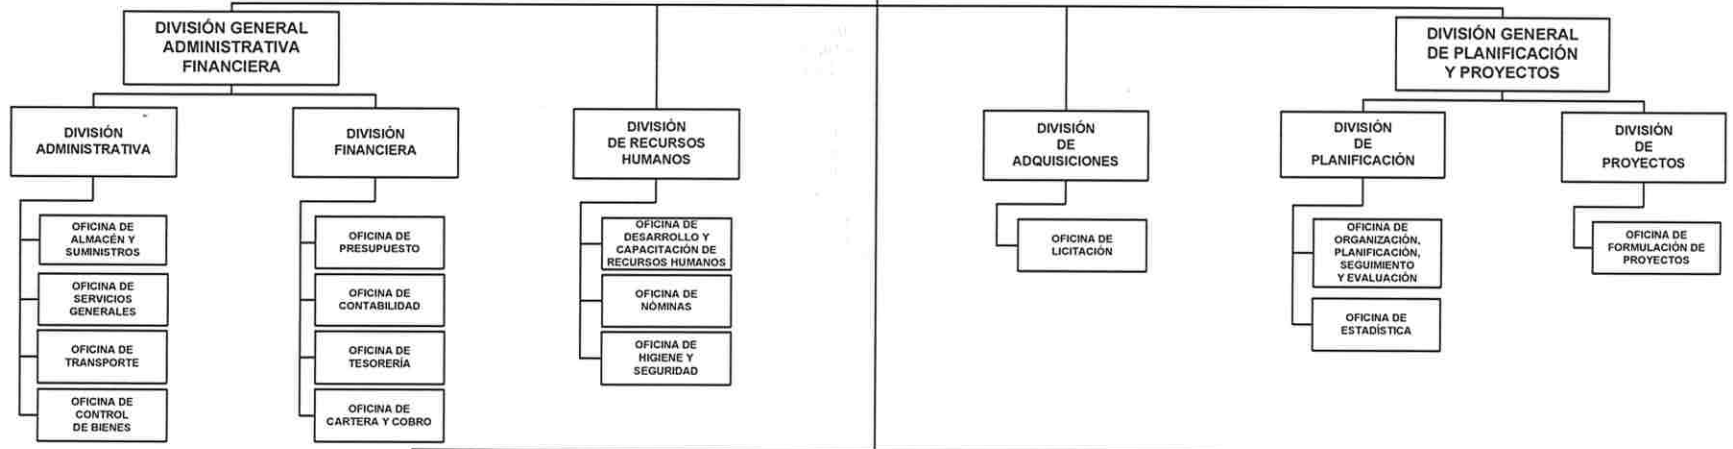 DIVISIÓN GENERAL
ADMINISTRATIVA
FINANCIERA
DIVISIÓN GENERAL
DE PLANIFICACIÓN
Y PROYECTOS
DIVISIÓN
ADMINISTRATIVA
DIVISIÓN
FINANCIERA
DIVISIÓN
DE RECURSOS
HUMANOS
DIVISIÓN
DE
ADQUISICIONES
DIVISIÓN
DE
PLANIFICACIÓN
DIVISIÓN
DE
PROYECTOS
OFICINA DE
ALMACÉN Y
SUMINISTROS
OFICINA DE
SERVICIOS
GENERALES
OFICINA DE
TRANSPORTE
OFICINA DE
CONTROL
DE BIENES
OFICINA DE
PRESUPUESTO
OFICINA DE
CONTABILIDAD
OFICINA DE
TESORERÍA
OFICINA DE
CARTERA Y COBRO
OFICINA DE
DESARROLLO Y
CAPACITACIÓN DE
RECURSOS HUMANOS
OFICINA DE
NÓMINAS
OFICINA DE
HIGIENE Y
SEGURIDAD
OFICINA DE
LICITACIÓN
OFICINA DE
ORGANIZACIÓN,
PLANIFICACIÓN,
SEGUIMIENTO
Y EVALUACIÓN
OFICINA DE
ESTADÍSTICA
OFICINA DE
FORMULACIÓN DE
PROYECTOS